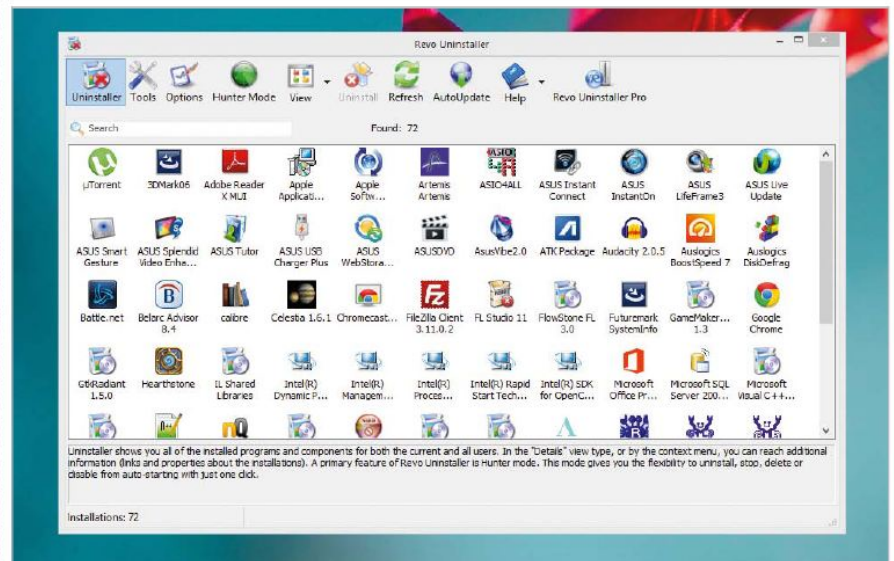 Revo Uninstaller
Uninstaller Tools Options Hunter Mode View Uninstall Refresh AutoUpdate Help Revo Uninstaller Pro
Search Found: 72
µTorrent 3DMark06 Adobe Reader Apple Apple Artemis ASIO4ALL ASUS Instant ASUS ASUS ASUS Live
X MUI Applicati... Softw... Artemis Connect InstantOn LifeFrame3 Update
ASUS Smart ASUS Splendid ASUS Tutor ASUS USB ASUS ASUSDVD AsusVibe2.0 ATK Package Audacity 2.0.5 Auslogics Auslogics
Gesture Video Enha... Charger Plus WebStora... BoostSpeed 7 DiskDefrag
Battle.net Belarc Advisor calibre Celestia 1.6.1 Chromecast... FileZilla Client FL Studio 11 FlowStone FL Futuremark GameMaker... Google
8.4 3.11.0.2 3.0 SystemInfo 1.3 Chrome
GtkRadiant Hearthstone IL Shared Intel(R) Intel(R) Intel(R) Intel(R) Rapid Intel(R) SDK Microsoft Microsoft SQL Microsoft
1.5.0 Libraries Dynamic P... Managem... Proces... Start Tech... for OpenC... Office Pr... Server 200... Visual C++...
Uninstaller shows you all of the installed programs and components for both the current and all users. In the "Details" view type, or by the context menu, you can reach additional
information (links and properties about the installations). A primary feature of Revo Uninstaller is Hunter mode. This mode gives you the flexibility to uninstall, stop, delete or
disable from auto-starting with just one click.
Installations: 72